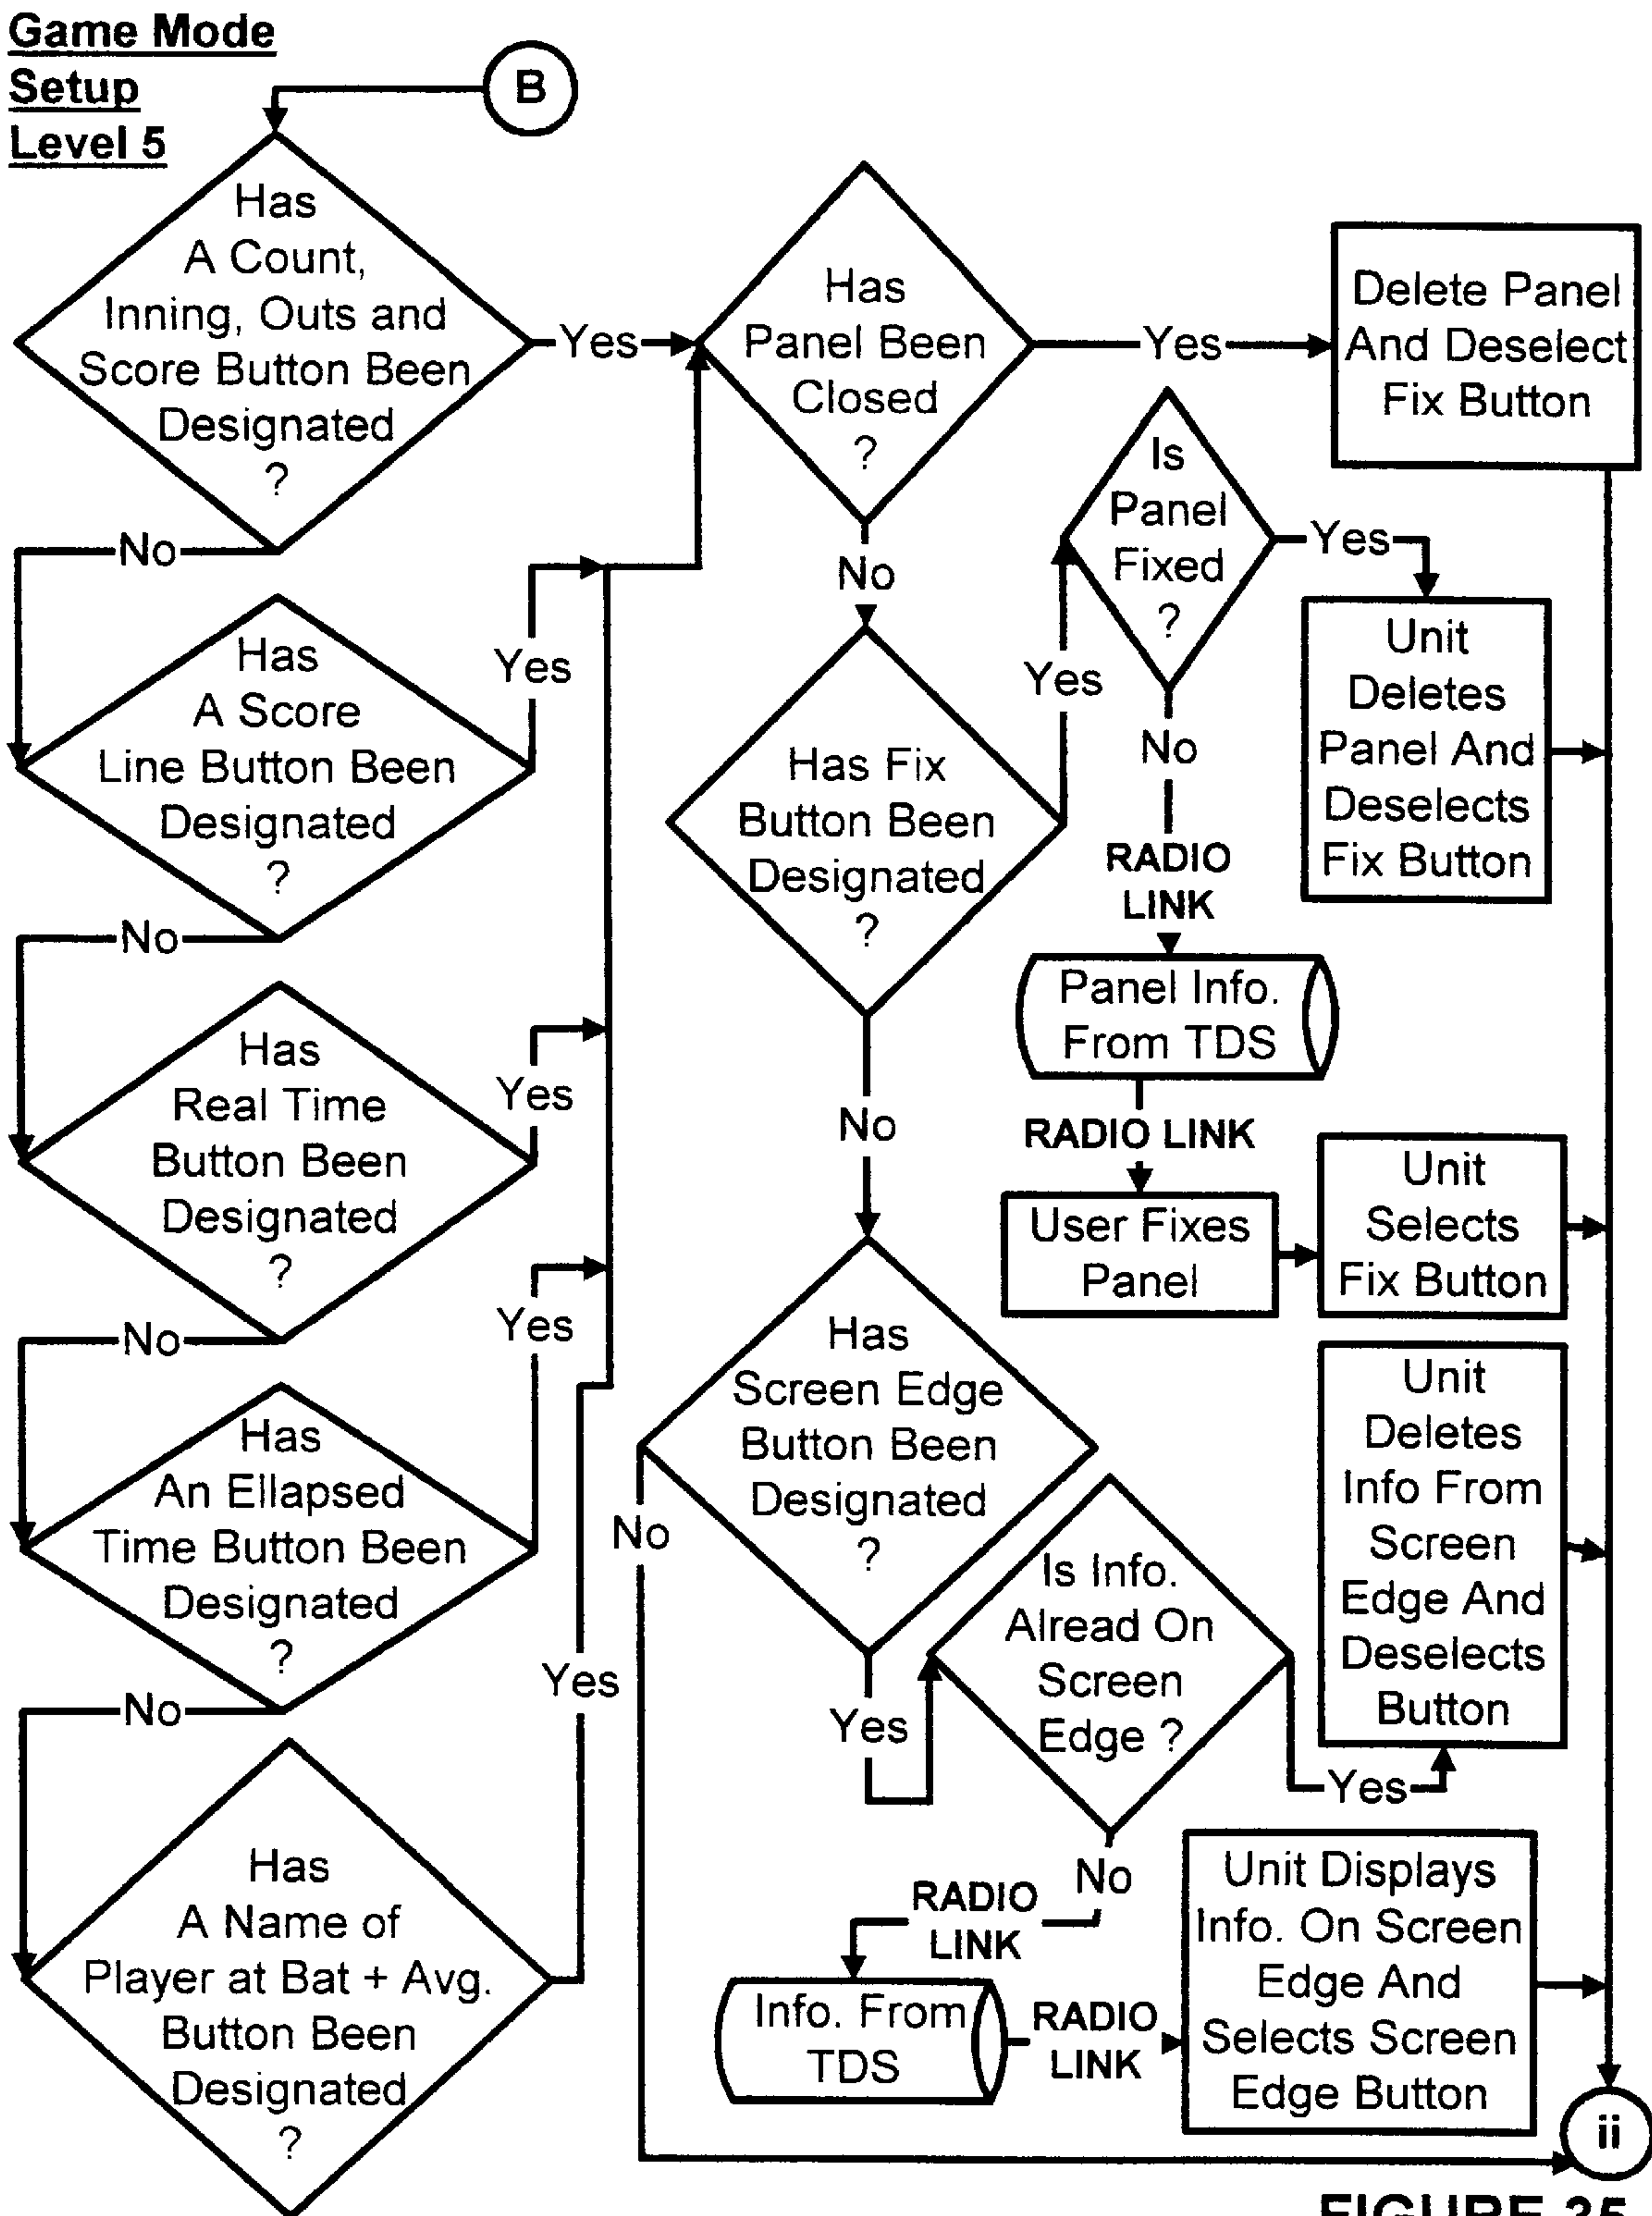 Game Mode
Setup
Level 5
B
Has
A Count,
Inning, Outs and
Score Button Been
Designated
?
Yes
No
Has
Panel Been
Closed
?
Yes
No
Delete Panel
And Deselect
Fix Button
Has
A Score
Line Button Been
Designated
?
Yes
No
Has Fix
Button Been
Designated
?
Yes
No
Is
Panel
Fixed
?
Yes
No
Unit
Deletes
Panel And
Deselects
Fix Button
RADIO
LINK
Panel Info.
From TDS
RADIO LINK
User Fixes
Panel
Unit
Selects
Fix Button
Has
Real Time
Button Been
Designated
?
Yes
No
Has
An Ellapsed
Time Button Been
Designated
?
Yes
No
Has
A Name of
Player at Bat + Avg.
Button Been
Designated
?
Yes
Has
Screen Edge
Button Been
Designated
?
No
Yes
Is Info.
Alread On
Screen
Edge ?
Yes
No
Unit
Deletes
Info From
Screen
Edge And
Deselects
Button
RADIO
LINK
Info. From
TDS
RADIO
LINK
Unit Displays
Info. On Screen
Edge And
Selects Screen
Edge Button
ii
FIGURE 35